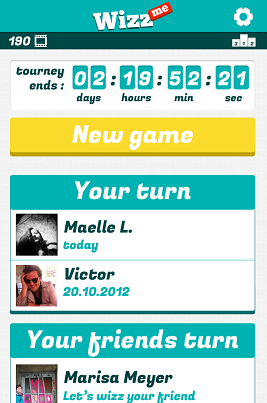 Wizz me
190
tourney ends : 02 : 19 : 52 : 21
days hours min sec
New game
Your turn
Maelle L.
today
Victor
20.10.2012
Your friends turn
Marisa Meyer
Let's wizz your friend